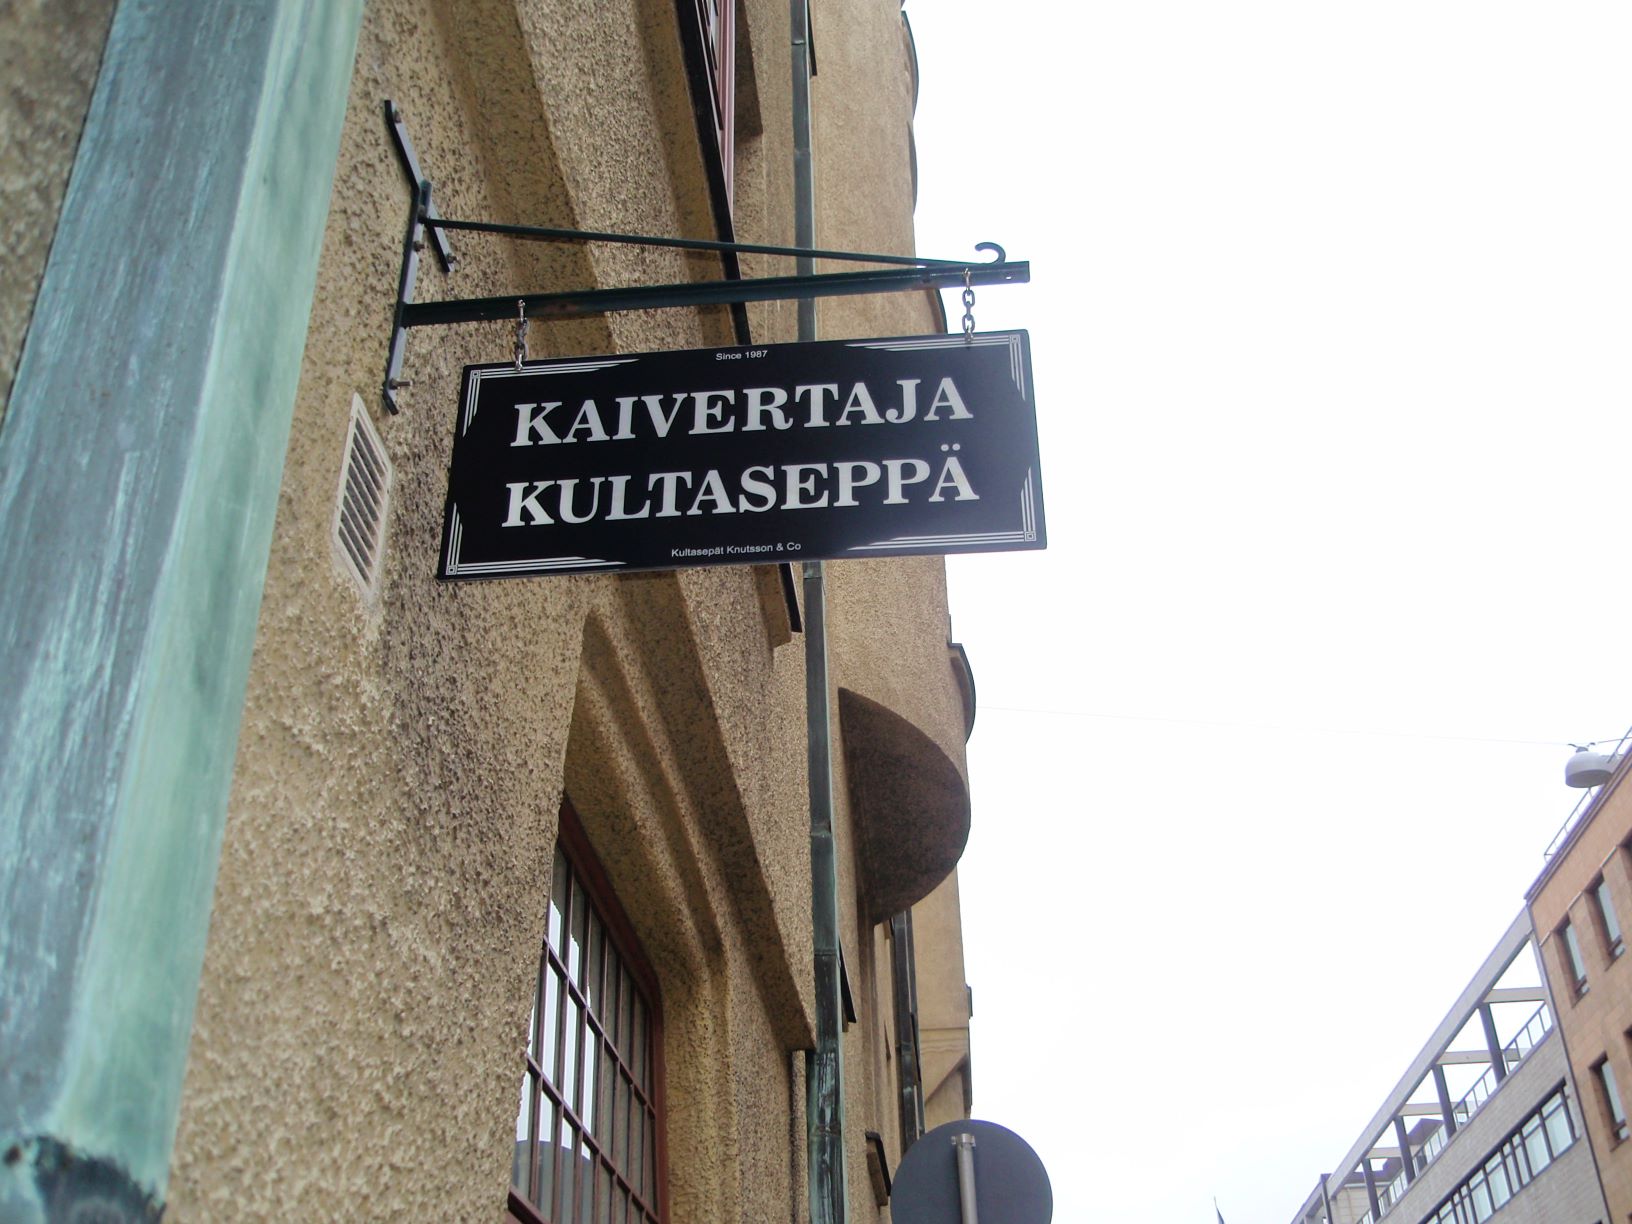 Since 1987
KAIVERTAJA
KULTASEPPÄ
Kultasepät Knutsson & Co